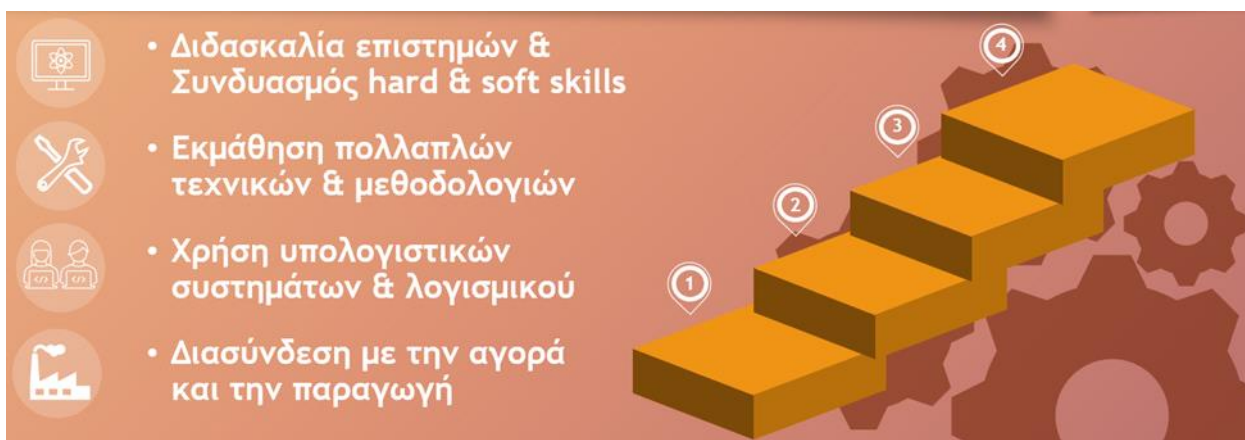 • Διδασκαλία επιστημών &
Συνδυασμός hard & soft skills
• Εκμάθηση πολλαπλών
τεχνικών & μεθοδολογιών
• Χρήση υπολογιστικών
συστημάτων & λογισμικού
• Διασύνδεση με την αγορά
και την παραγωγή
1
2
3
4